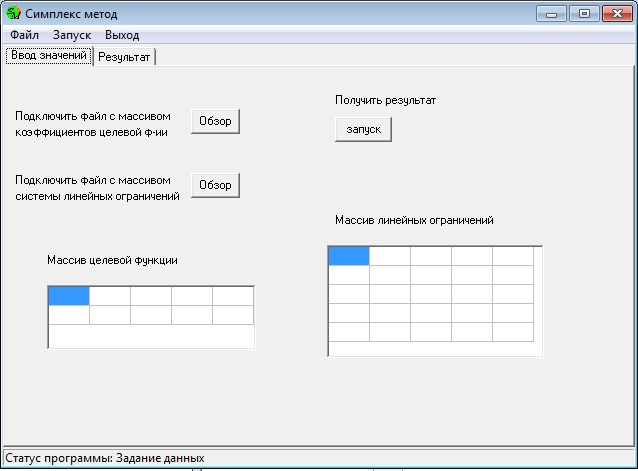 Симплекс метод
Файл Запуск Выход
Ввод значений Результат
Подключить файл с массивом
коэффициентов целевой ф-ии
Обзор
Получить результат
запуск
Подключить файл с массивом
системы линейных ограничений
Обзор
Массив линейных ограничений
Массив целевой функции
Статус программы: Задание данных